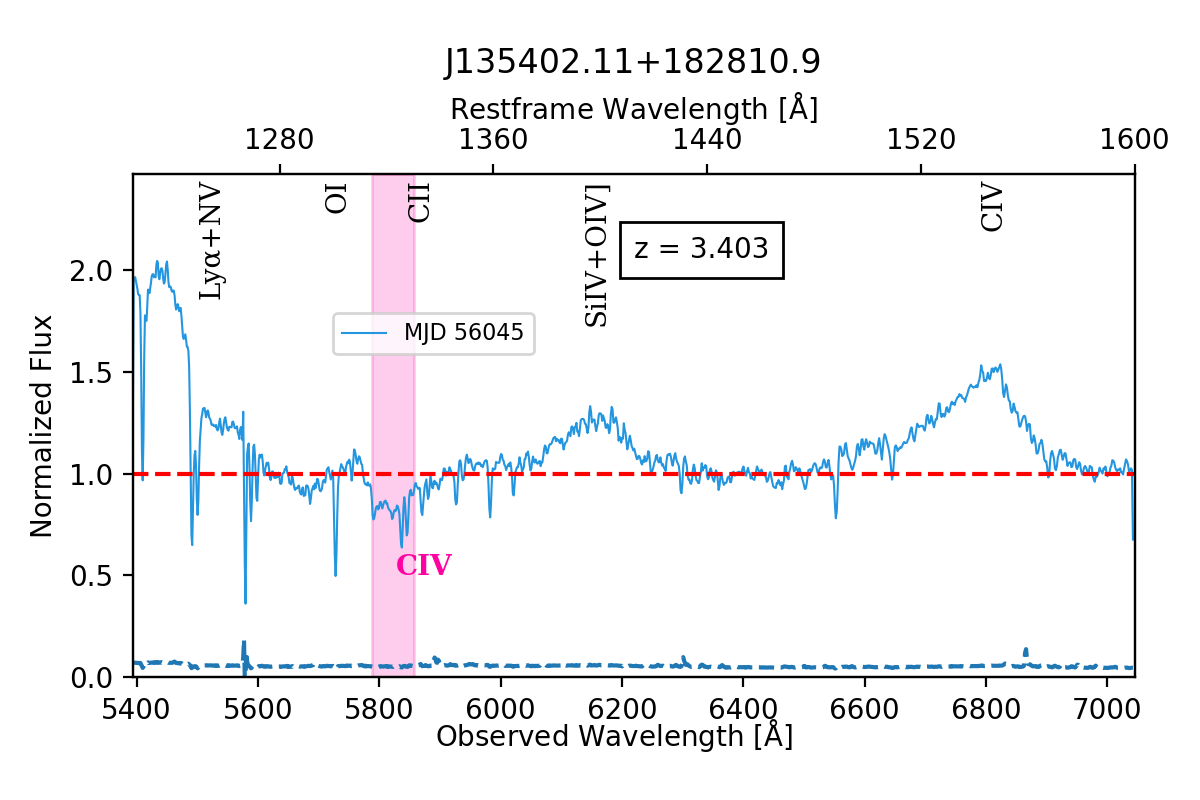 J135402.11+182810.9
Restframe Wavelength [Å]
1280 1360 1440 1520 1600
Lyα+NV
OI
CII
SiIV+OIV]
CIV
z = 3.403
MJD 56045
CIV
Normalized Flux
2.0
1.5
1.0
0.5
0.0
5400 5600 5800 6000 6200 6400 6600 6800 7000
Observed Wavelength [Å]